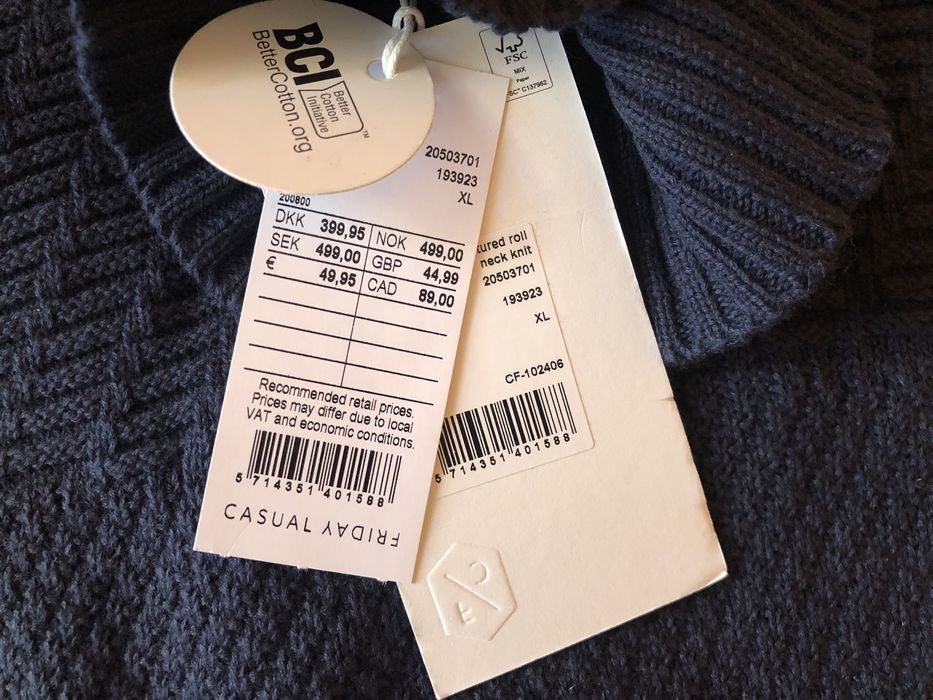 BCI
Better
Cotton
Initiative
™
BetterCotton.org
FSC
MIX
Paper
FSC™ C137962
20503701
193923
XL
200800
DKK 399,95 NOK 499,00
SEK 499,00 GBP 44,99
€ 49,95 CAD 89,00
Recommended retail prices.
Prices may differ due to local
VAT and economic conditions.
5 714351 401588
CASUAL FRIDAY
roll
neck knit
20503701
193923
XL
CF-102406
5 714351 401588
C
F